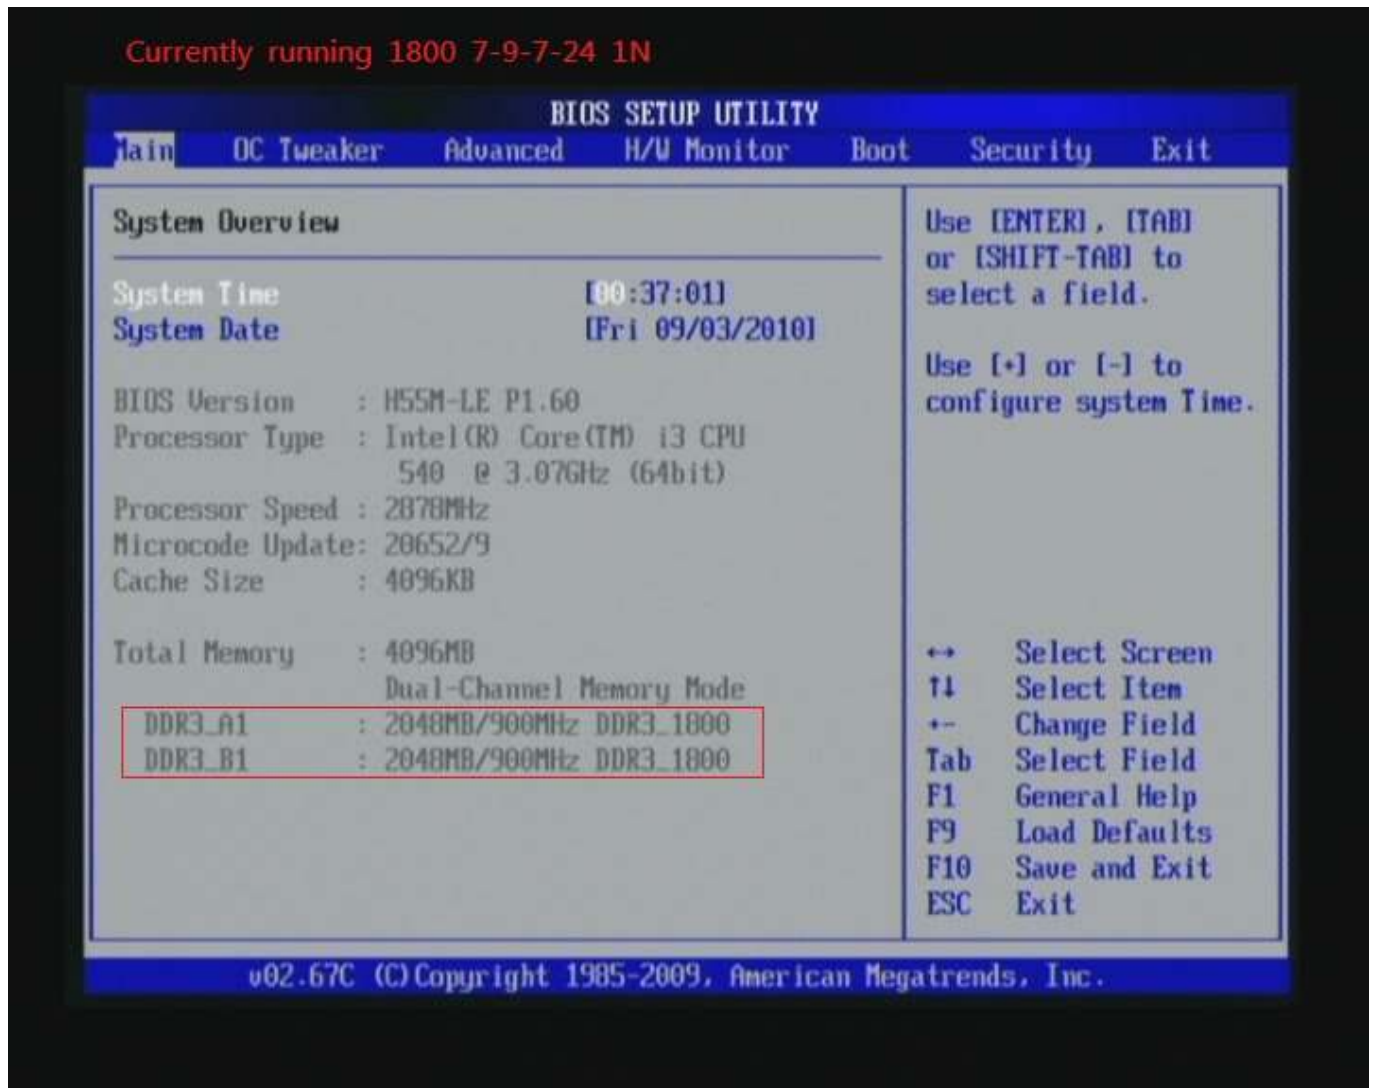 Currently running 1800 7-9-7-24 1N
BIOS SETUP UTILITY
Main OC Tweaker Advanced H/W Monitor Boot Security Exit
System Overview
System Time [00:37:01]
System Date [Fri 09/03/2010]
BIOS Version : H55M-LE P1.60
Processor Type : Intel(R) Core(TM) i3 CPU
540 @ 3.07GHz (64bit)
Processor Speed : 2878MHz
Microcode Update: 20652/9
Cache Size : 4096KB
Total Memory : 4096MB
Dual-Channel Memory Mode
DDR3_A1 : 2048MB/900MHz DDR3_1800
DDR3_B1 : 2048MB/900MHz DDR3_1800
Use [ENTER], [TAB]
or [SHIFT-TAB] to
select a field.
Use [+] or [-] to
configure system Time.
←→ Select Screen
↑↓ Select Item
+- Change Field
Tab Select Field
F1 General Help
F9 Load Defaults
F10 Save and Exit
ESC Exit
v02.67C (C)Copyright 1985-2009, American Megatrends, Inc.